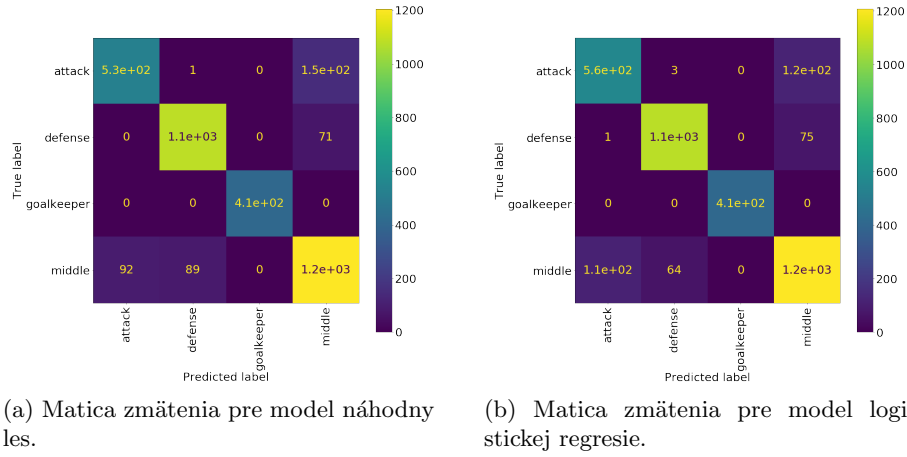 1200
attack
5.3e+02
1
0
1.5e+02
1000
defense
0
1.1e+03
0
71
800
600
goalkeeper
0
0
4.1e+02
0
400
middle
92
89
0
1.2e+03
200
0
True label
attack
defense
goalkeeper
middle
Predicted label
(a) Matica zmätenia pre model náhodny
les.
1200
attack
5.6e+02
3
0
1.2e+02
1000
defense
1
1.1e+03
0
75
800
600
goalkeeper
0
0
4.1e+02
0
400
middle
1.1e+02
64
0
1.2e+03
200
0
True label
attack
defense
goalkeeper
middle
Predicted label
(b) Matica zmätenia pre model logi
stickej regresie.